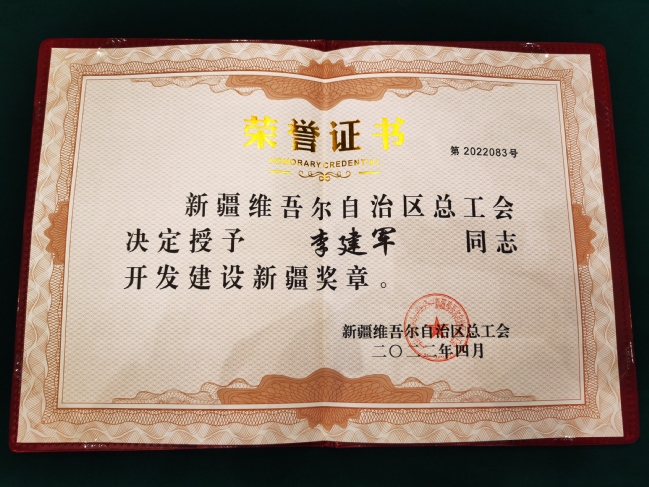 荣誉证书
HONORARY CREDENTIAL
第 2022083号
新疆维吾尔自治区总工会
决定授予 李建军 同志
开发建设新疆奖章。
新疆维吾尔自治区总工会
二〇二二年四月